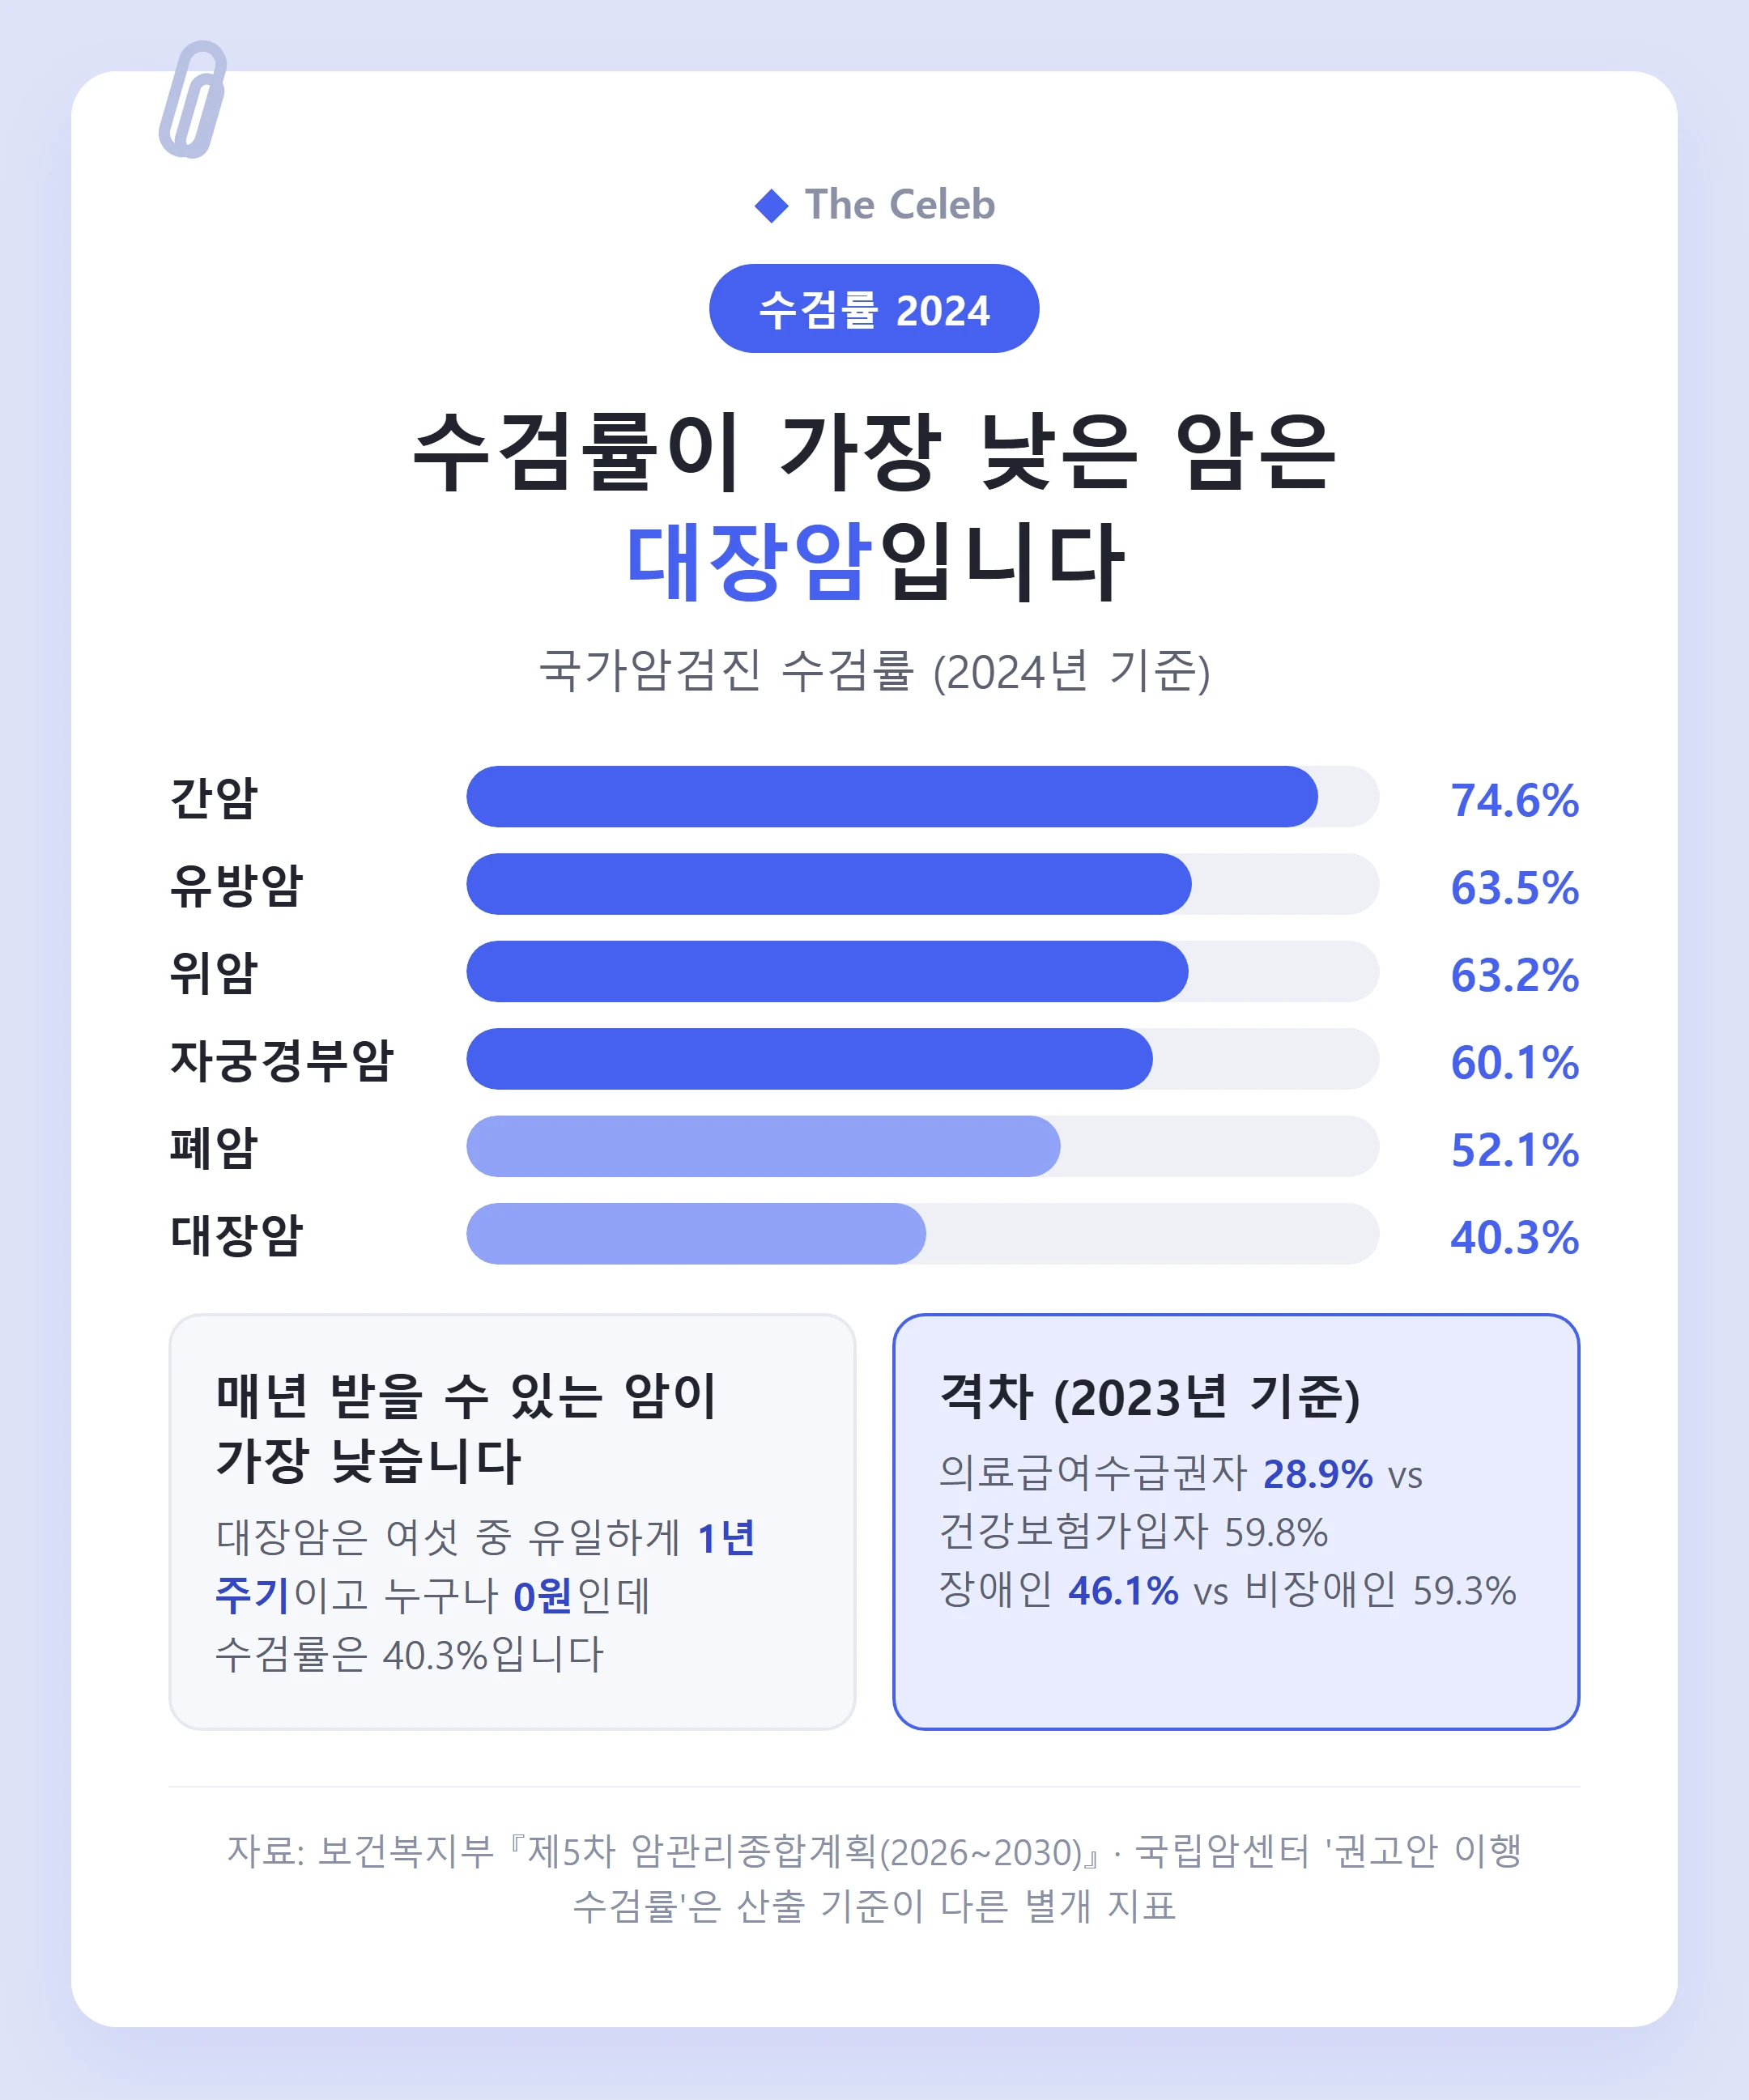 The Celeb
수검률 2024
수검률이 가장 낮은 암은
대장암입니다
국가암검진 수검률 (2024년 기준)
간암 74.6%
유방암 63.5%
위암 63.2%
자궁경부암 60.1%
폐암 52.1%
대장암 40.3%
매년 받을 수 있는 암이
가장 낮습니다
대장암은 여섯 중 유일하게 1년
주기이고 누구나 0원인데
수검률은 40.3%입니다
격차 (2023년 기준)
의료급여수급권자 28.9% vs
건강보험가입자 59.8%
장애인 46.1% vs 비장애인 59.3%
자료: 보건복지부 『제5차 암관리종합계획(2026~2030)』 · 국립암센터 '권고안 이행
수검률'은 산출 기준이 다른 별개 지표